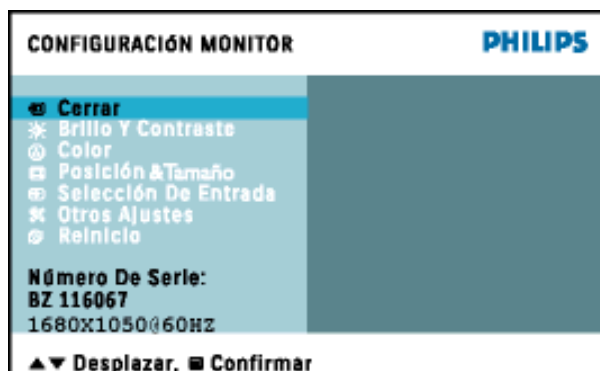 CONFIGURACIÓN MONITOR PHILIPS
Cerrar
Brillo Y Contraste
Color
Posición &Tamaño
Selección De Entrada
Otros Ajustes
Reinicio
Número De Serie:
BZ 116067
1680X1050@60HZ
▲▼ Desplazar, Confirmar